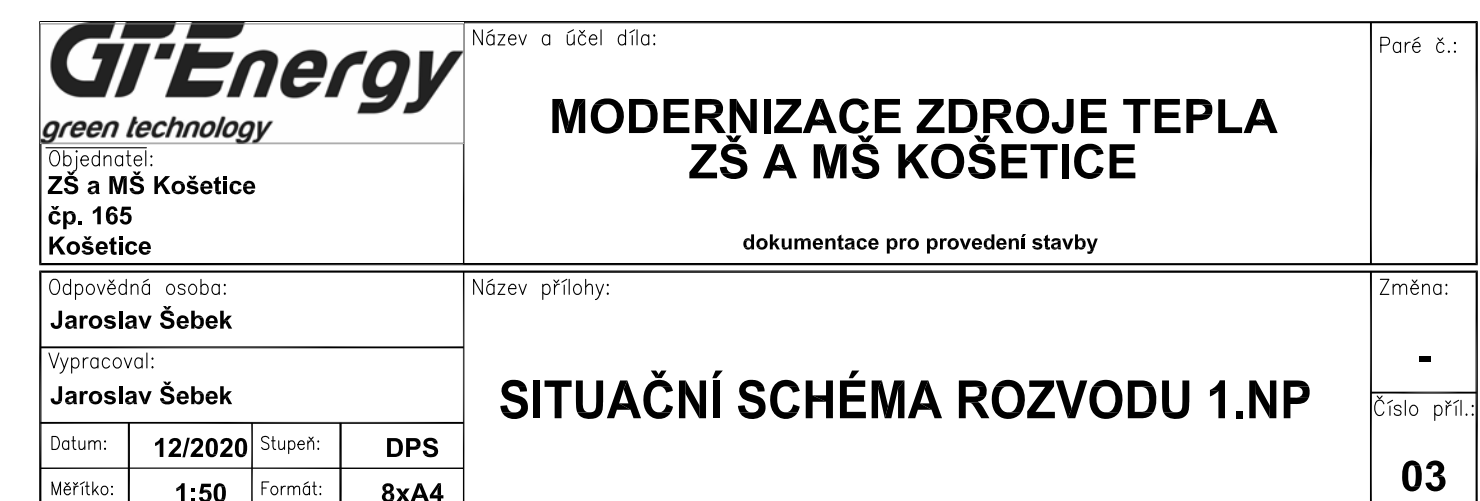 GT·Energy
green technology
Název a účel díla:
Paré č.:
MODERNIZACE ZDROJE TEPLA
ZŠ A MŠ KOŠETICE
dokumentace pro provedení stavby
Objednatel:
ZŠ a MŠ Košetice
čp. 165
Košetice
Odpovědná osoba:
Jaroslav Šebek
Vypracoval:
Jaroslav Šebek
Datum: 12/2020 Stupeň: DPS
Měřítko: 1:50 Formát: 8xA4
Název přílohy:
SITUAČNÍ SCHÉMA ROZVODU 1.NP
Změna:
-
Číslo příl.:
03